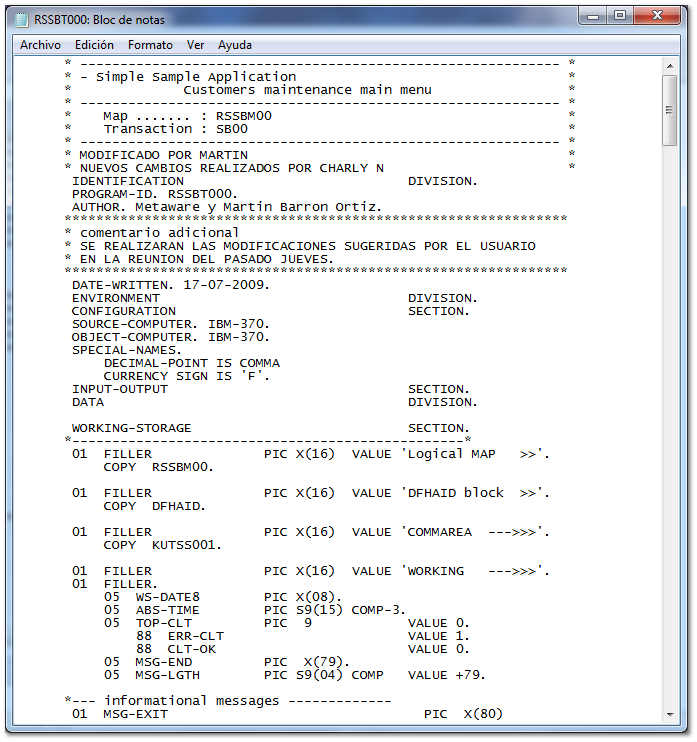 RSSBT000: Bloc de notas
Archivo Edición Formato Ver Ayuda
* ------------------------------------------------------------ *
* - Simple Sample Application                                  *
*              Customers maintenance main menu                 *
* ------------------------------------------------------------ *
*    Map ....... : RSSBM00                                     *
*    Transaction : SB00                                        *
* ------------------------------------------------------------ *
* MODIFICADO POR MARTIN                                        *
* NUEVOS CAMBIOS REALIZADOS POR CHARLY N                       *
 IDENTIFICATION                            DIVISION.
 PROGRAM-ID. RSSBT000.
 AUTHOR. Metaware y Martin Barron Ortiz.
***************************************************************
* comentario adicional
* SE REALIZARAN LAS MODIFICACIONES SUGERIDAS POR EL USUARIO
* EN LA REUNION DEL PASADO JUEVES.
***************************************************************
 DATE-WRITTEN. 17-07-2009.
 ENVIRONMENT                               DIVISION.
 CONFIGURATION                             SECTION.
 SOURCE-COMPUTER. IBM-370.
 OBJECT-COMPUTER. IBM-370.
 SPECIAL-NAMES.
     DECIMAL-POINT IS COMMA
     CURRENCY SIGN IS 'F'.
 INPUT-OUTPUT                              SECTION.
 DATA                                      DIVISION.
 WORKING-STORAGE                           SECTION.
*-------------------------------------------------*
 01  FILLER              PIC X(16)  VALUE 'Logical MAP   >>'.
     COPY  RSSBM00.
 01  FILLER              PIC X(16)  VALUE 'DFHAID block  >>'.
     COPY  DFHAID.
 01  FILLER              PIC X(16)  VALUE 'COMMAREA  --->>>'.
     COPY  KUTSS001.
 01  FILLER              PIC X(16)  VALUE 'WORKING   --->>>'.
 01  FILLER.
     05  WS-DATE8        PIC X(08).
     05  ABS-TIME        PIC S9(15) COMP-3.
     05  TOP-CLT         PIC  9            VALUE 0.
         88  ERR-CLT                       VALUE 1.
         88  CLT-OK                        VALUE 0.
     05  MSG-END         PIC  X(79).
     05  MSG-LGTH        PIC S9(04) COMP   VALUE +79.
*--- informational messages -------------
 01  MSG-EXIT                                PIC  X(80)